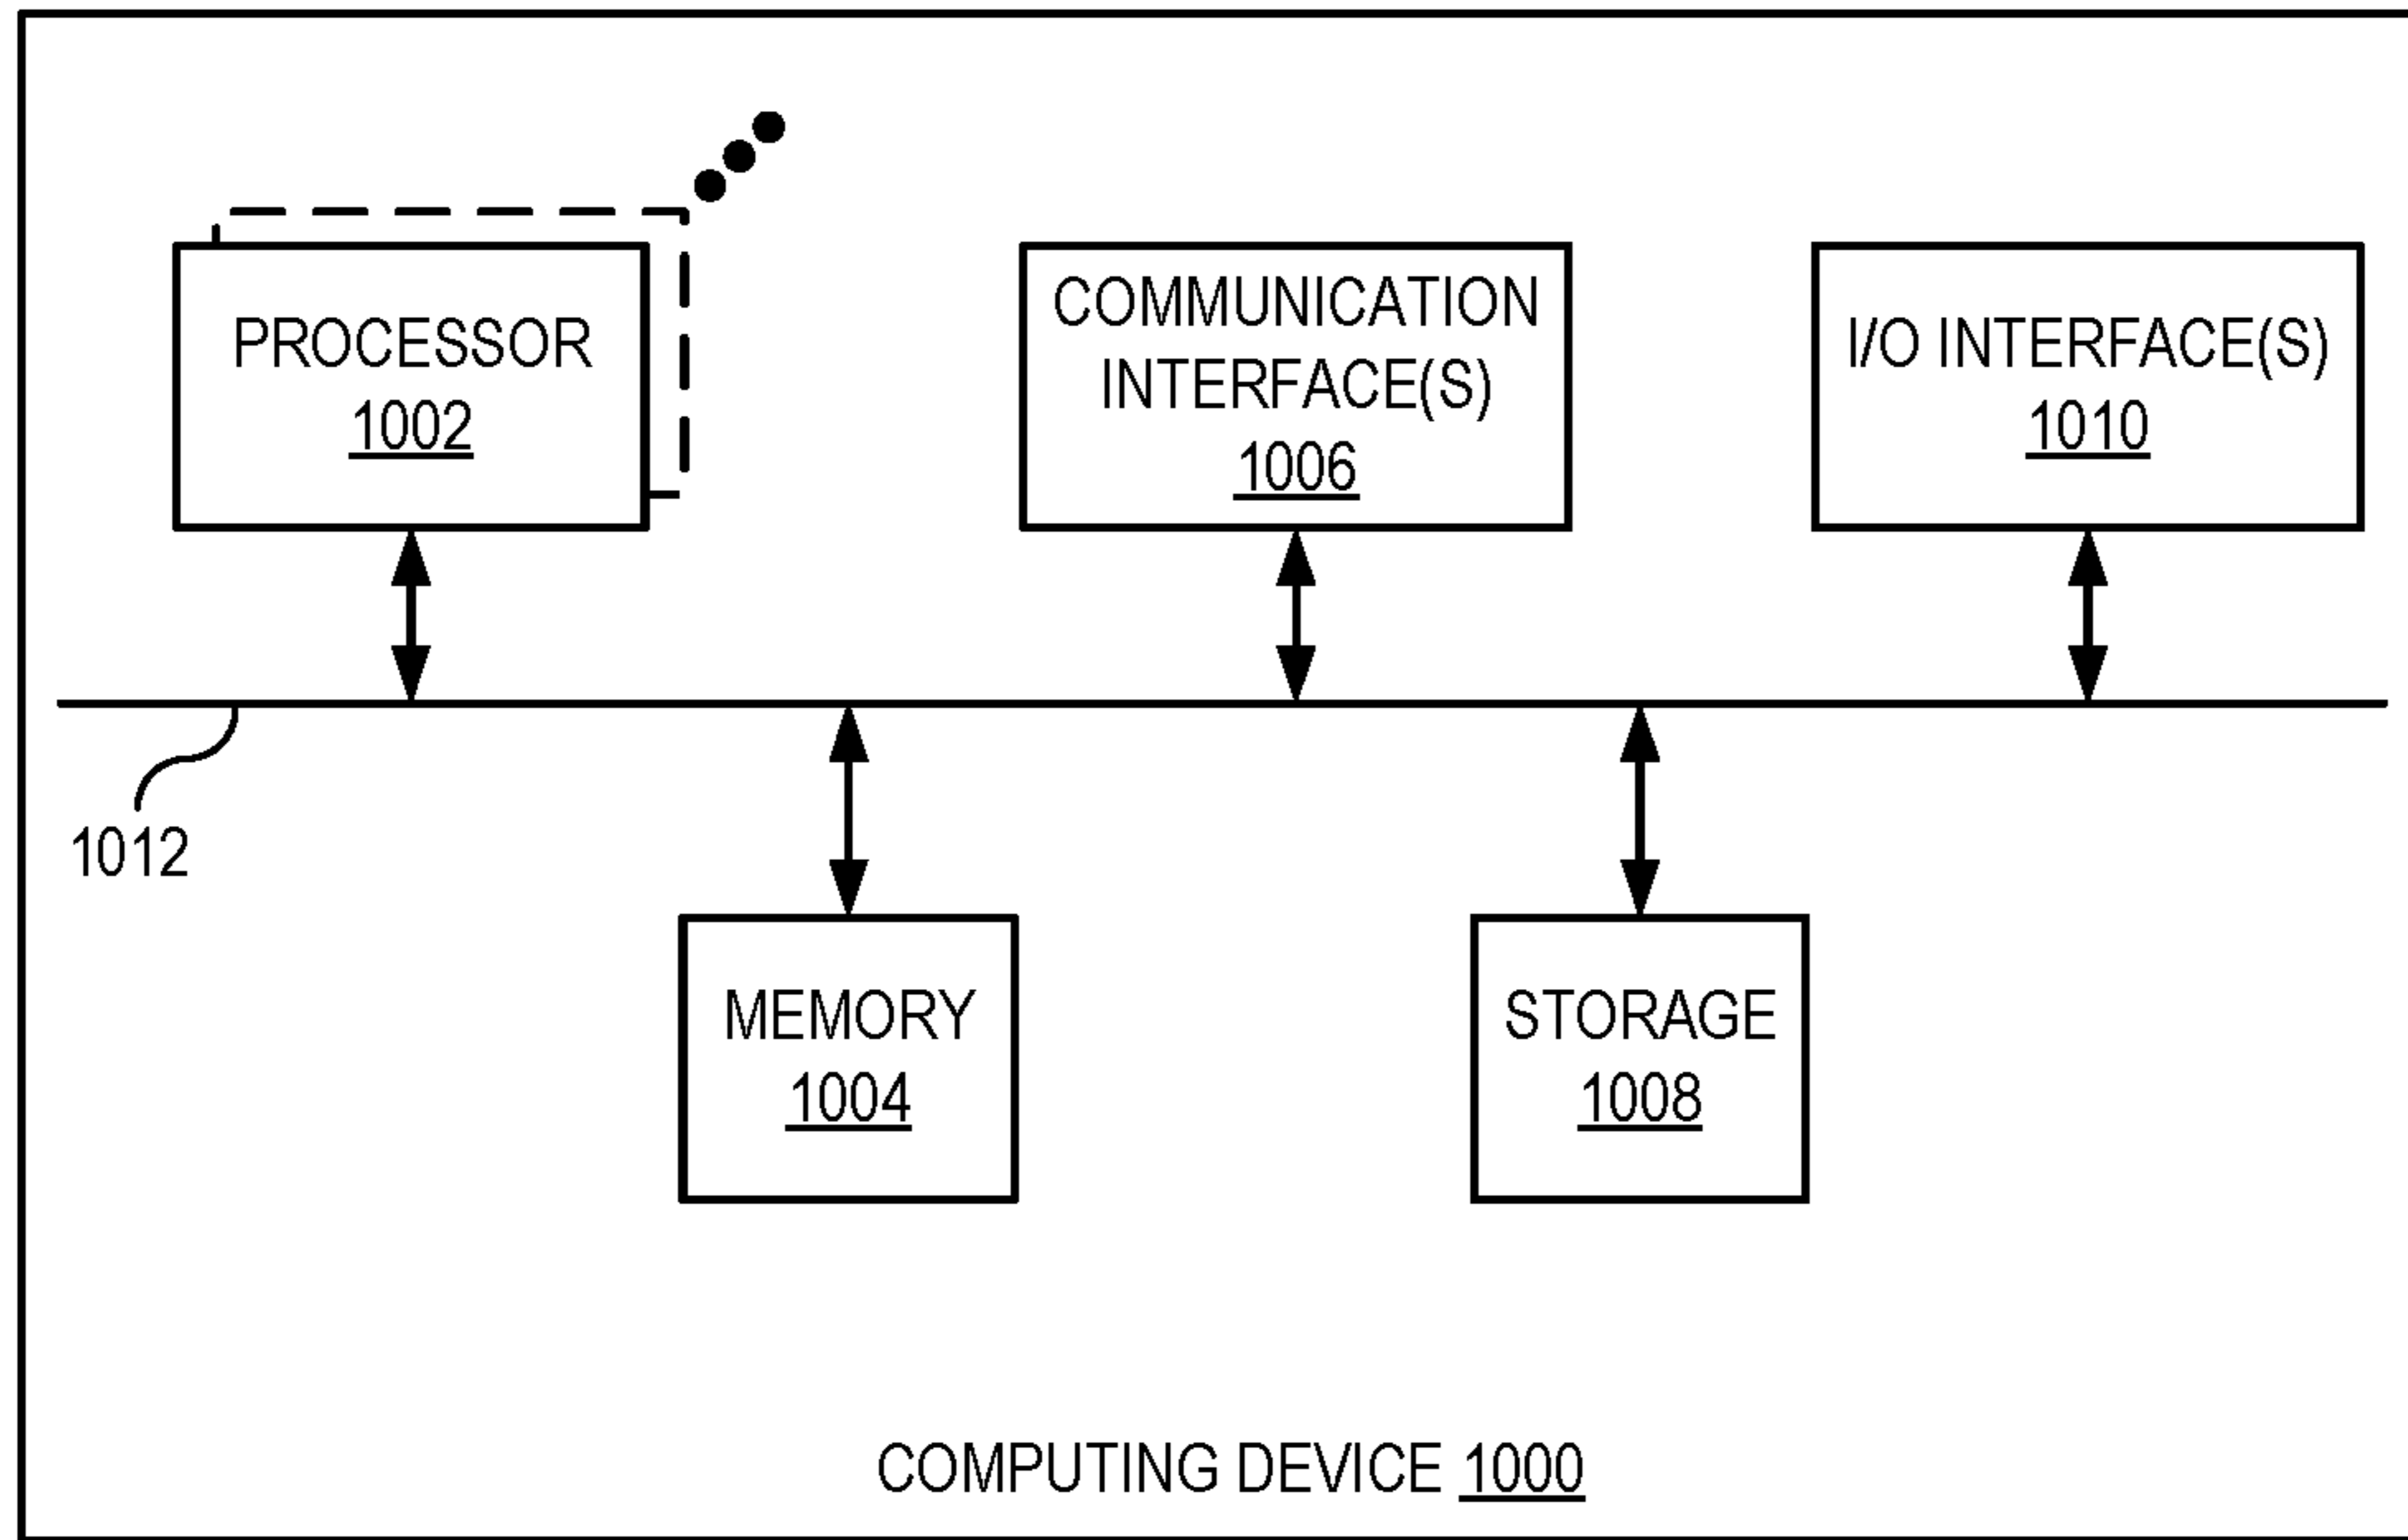 PROCESSOR
1002
COMMUNICATION
INTERFACE(S)
1006
I/O INTERFACE(S)
1010
1012
MEMORY
1004
STORAGE
1008
COMPUTING DEVICE 1000